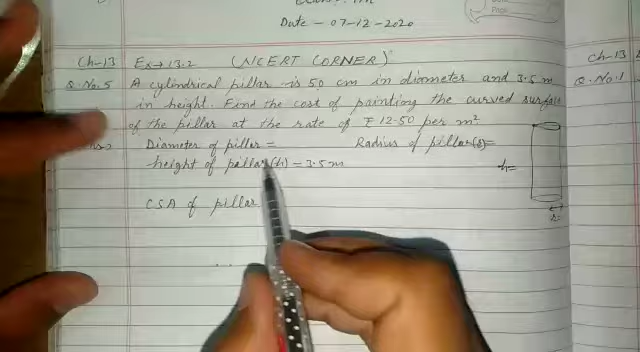 Date - 07-12-2020
Ch-13 Ex→13.2 (NCERT CORNER)
Q.No.5 A cylindrical pillar is 50 cm in diameter and 3.5 m
in height. Find the cost of painting the curved surface
of the pillar at the rate of ₹ 12.50 per m²
Diameter of pillar = Radius of pillar(r)=
height of pillar(h) = 3.5m
h=
CSA of pillar
r=
Ch-13
Q.No.1